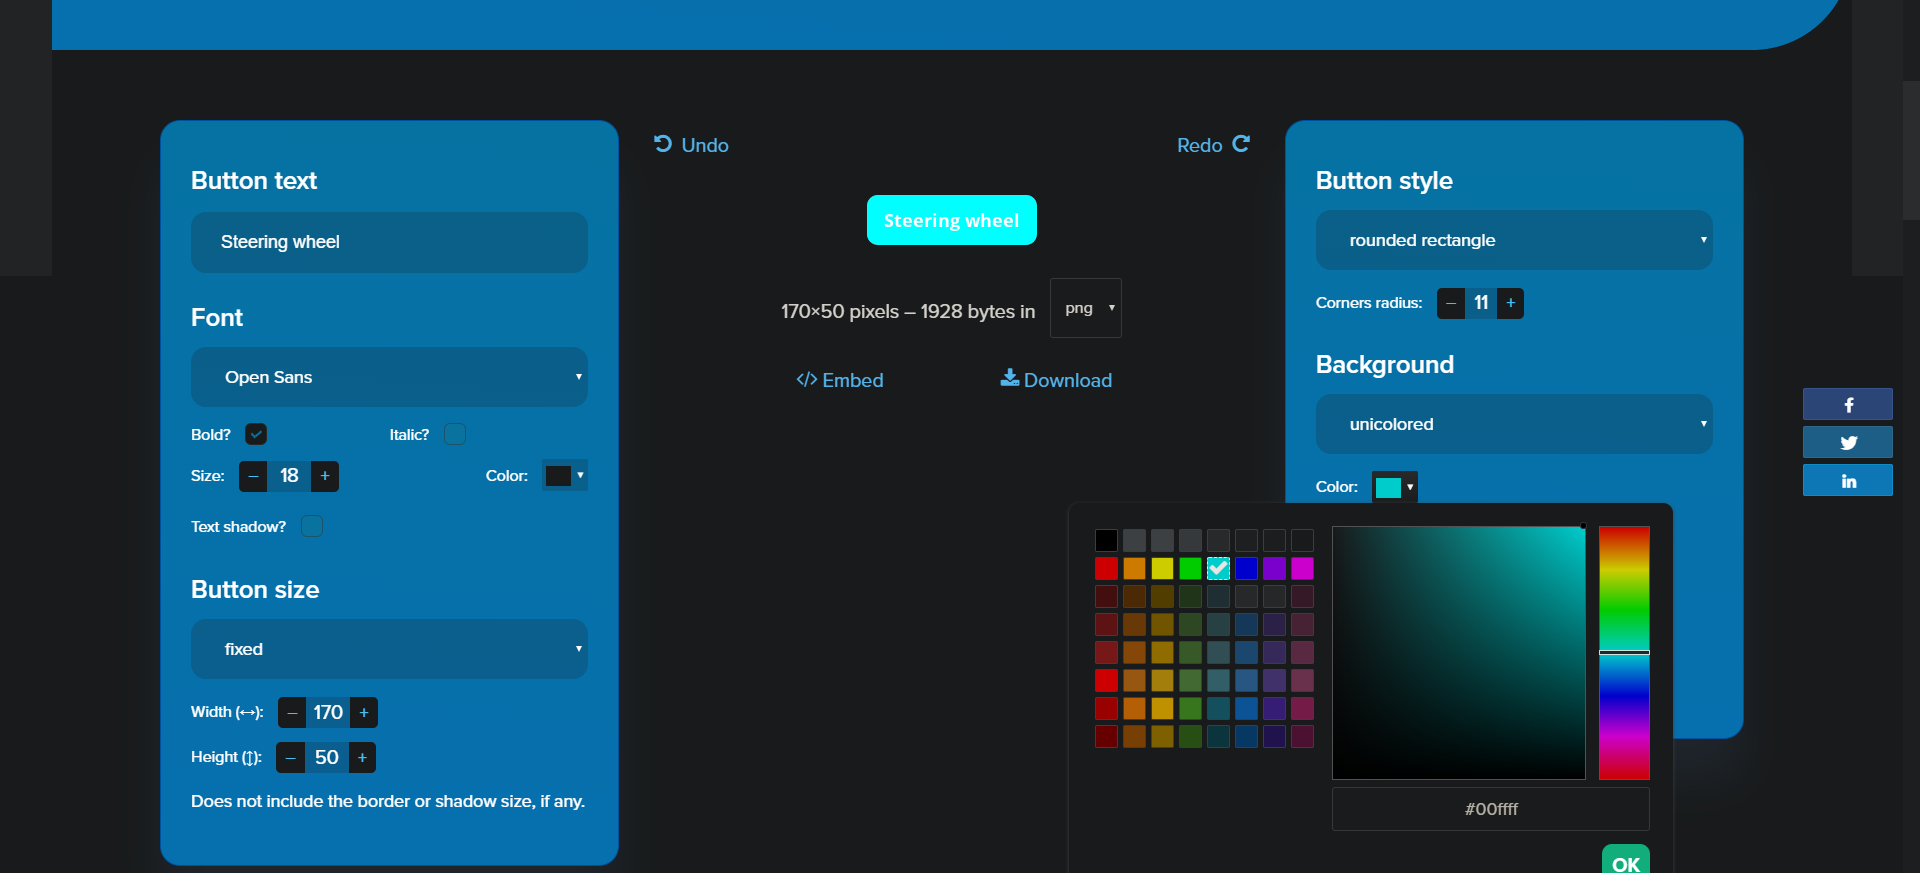 Undo
Redo
Button text
Steering wheel
Font
Open Sans
Bold?
Italic?
Size: – 18 +
Color:
Text shadow?
Button size
fixed
Width (↔): – 170 +
Height (↕): – 50 +
Does not include the border or shadow size, if any.
Steering wheel
170×50 pixels – 1928 bytes in png
</> Embed
Download
Button style
rounded rectangle
Corners radius: – 11 +
Background
unicolored
Color:
#00ffff
OK
f
in